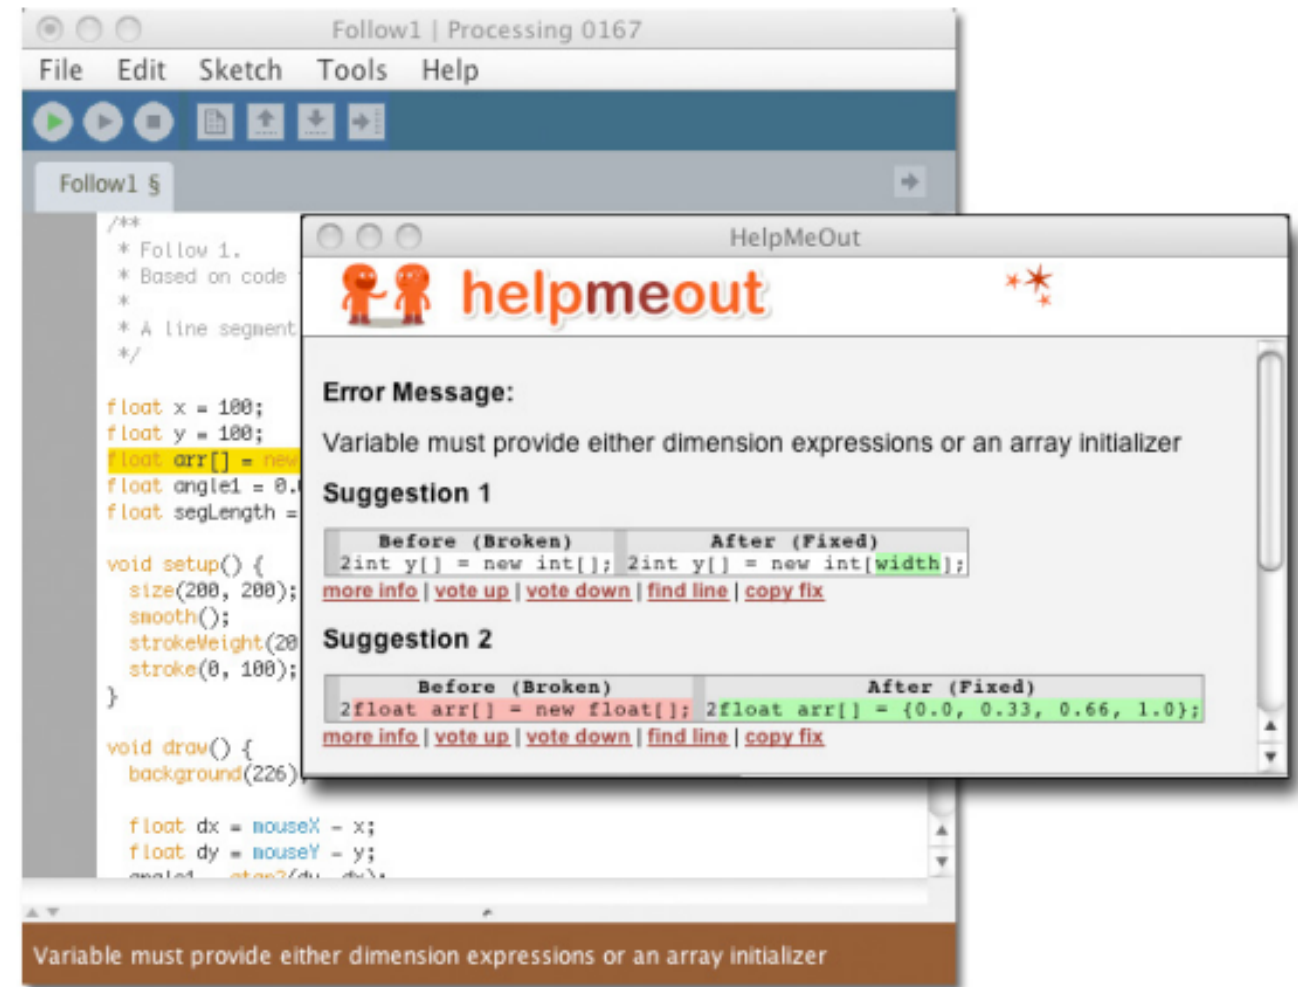 Follow1 | Processing 0167
File Edit Sketch Tools Help
Follow1 §
/**
* Follow 1.
* Based on code
*
* A line segment
*/
float x = 100;
float y = 100;
float arr[] = new
float angle1 = 0.
float segLength =
void setup() {
size(200, 200);
smooth();
strokeWeight(20
stroke(0, 100);
}
void draw() {
background(226)
float dx = mouseX - x;
float dy = mouseY - y;
angle1 = atan2(dy, dx);
Variable must provide either dimension expressions or an array initializer
HelpMeOut
helpmeout
Error Message:
Variable must provide either dimension expressions or an array initializer
Suggestion 1
Before (Broken) After (Fixed)
2int y[] = new int[]; 2int y[] = new int[width];
more info | vote up | vote down | find line | copy fix
Suggestion 2
Before (Broken) After (Fixed)
2float arr[] = new float[]; 2float arr[] = {0.0, 0.33, 0.66, 1.0};
more info | vote up | vote down | find line | copy fix